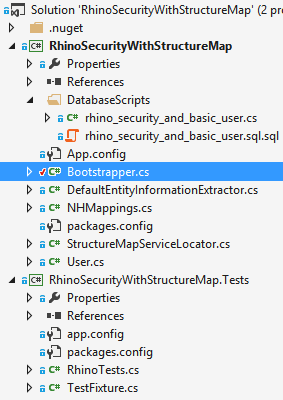 Solution 'RhinoSecurityWithStructureMap' (2 p
.nuget
C# RhinoSecurityWithStructureMap
Properties
References
DatabaseScripts
C# rhino_security_and_basic_user.cs
rhino_security_and_basic_user.sql.sql
App.config
C# Bootstrapper.cs
C# DefaultEntityInformationExtractor.cs
C# NHMappings.cs
packages.config
C# StructureMapServiceLocator.cs
C# User.cs
C# RhinoSecurityWithStructureMap.Tests
Properties
References
app.config
packages.config
C# RhinoTests.cs
C# TestFixture.cs